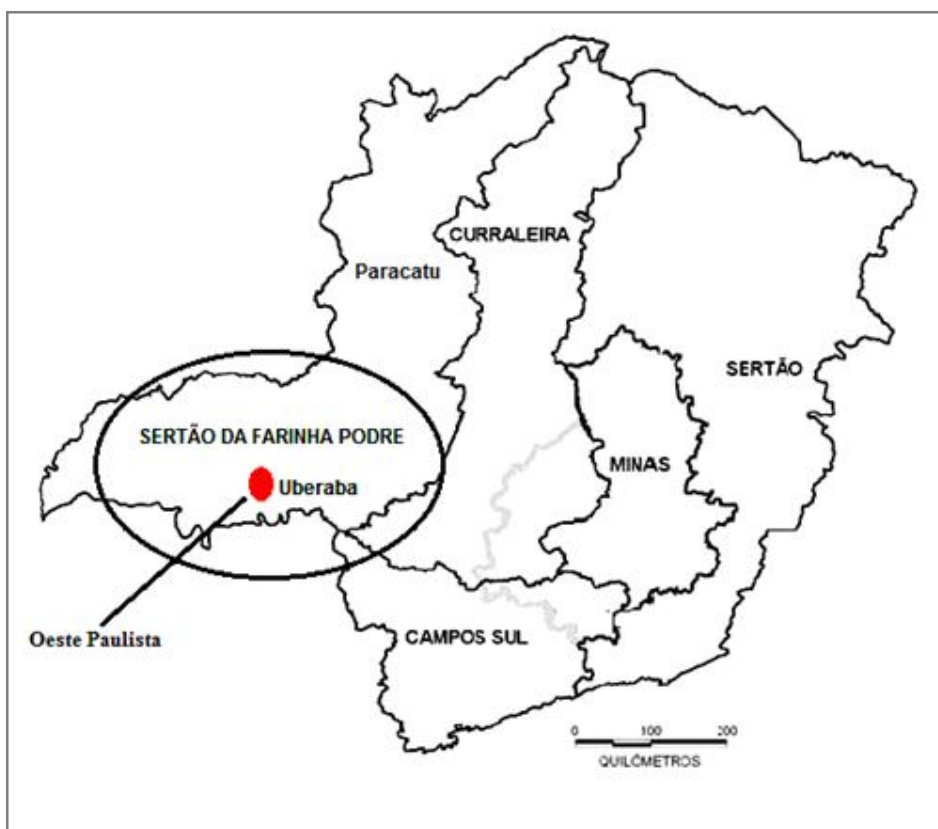 CURRALEIRA
Paracatu
SERTÃO
SERTÃO DA FARINHA PODRE
MINAS
Uberaba
Oeste Paulista
CAMPOS SUL
0 100 200
QUILÔMETROS